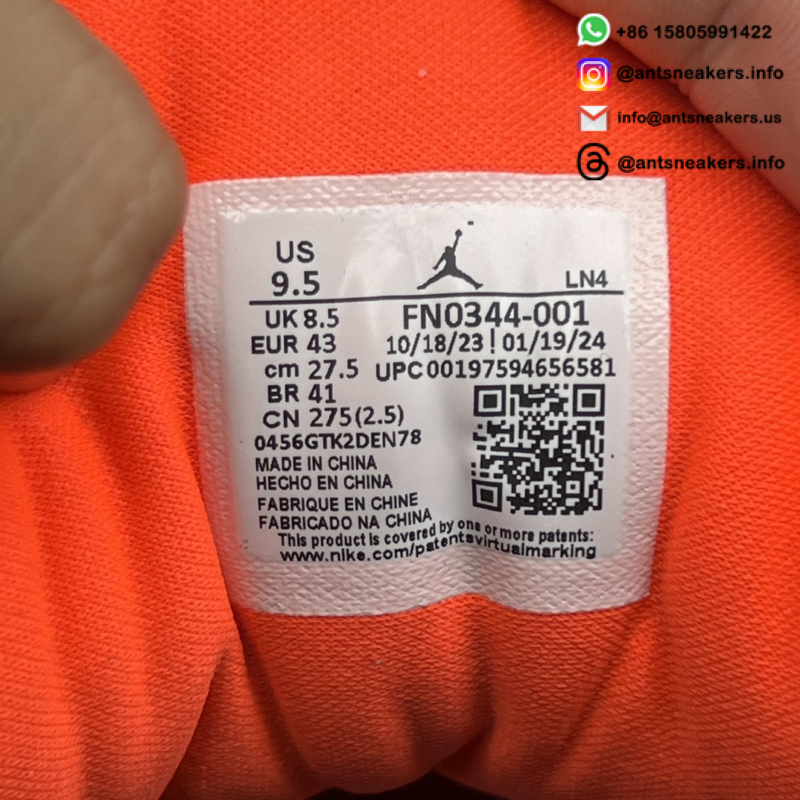 +86 15805991422
@antsneakers.info
info@antsneakers.us
@antsneakers.info
US
9.5
LN4
UK 8.5
FN0344-001
EUR 43
10/18/23 | 01/19/24
cm 27.5
UPC00197594656581
BR 41
CN 275(2.5)
0456GTK2DEN78
MADE IN CHINA
HECHO EN CHINA
FABRIQUE EN CHINE
FABRICADO NA CHINA
This product is covered by one or more patents:
www.nike.com/patentsvirtualmarking